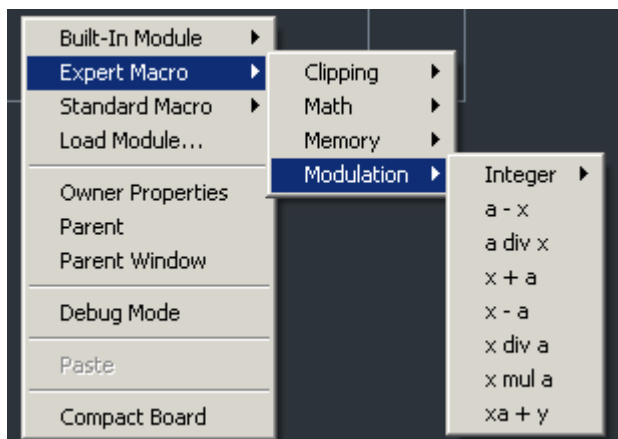 Built-In Module
Expert Macro
Standard Macro
Load Module...
Owner Properties
Parent
Parent Window
Debug Mode
Paste
Compact Board
Clipping
Math
Memory
Modulation
Integer
a - x
a div x
x + a
x - a
x div a
x mul a
xa + y